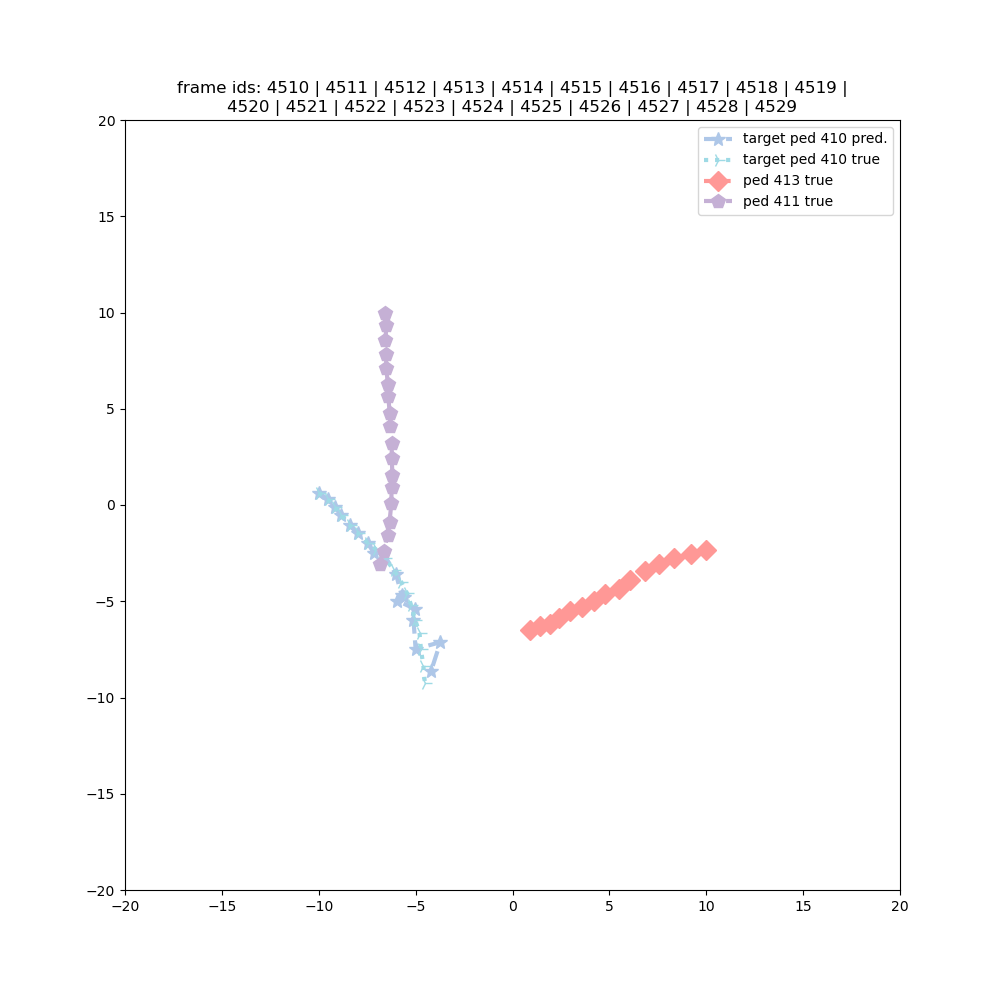 frame ids: 4510 | 4511 | 4512 | 4513 | 4514 | 4515 | 4516 | 4517 | 4518 | 4519 |
4520 | 4521 | 4522 | 4523 | 4524 | 4525 | 4526 | 4527 | 4528 | 4529
target ped 410 pred.
target ped 410 true
ped 413 true
ped 411 true
20
15
10
5
0
−5
−10
−15
−20
−20 −15 −10 −5 0 5 10 15 20